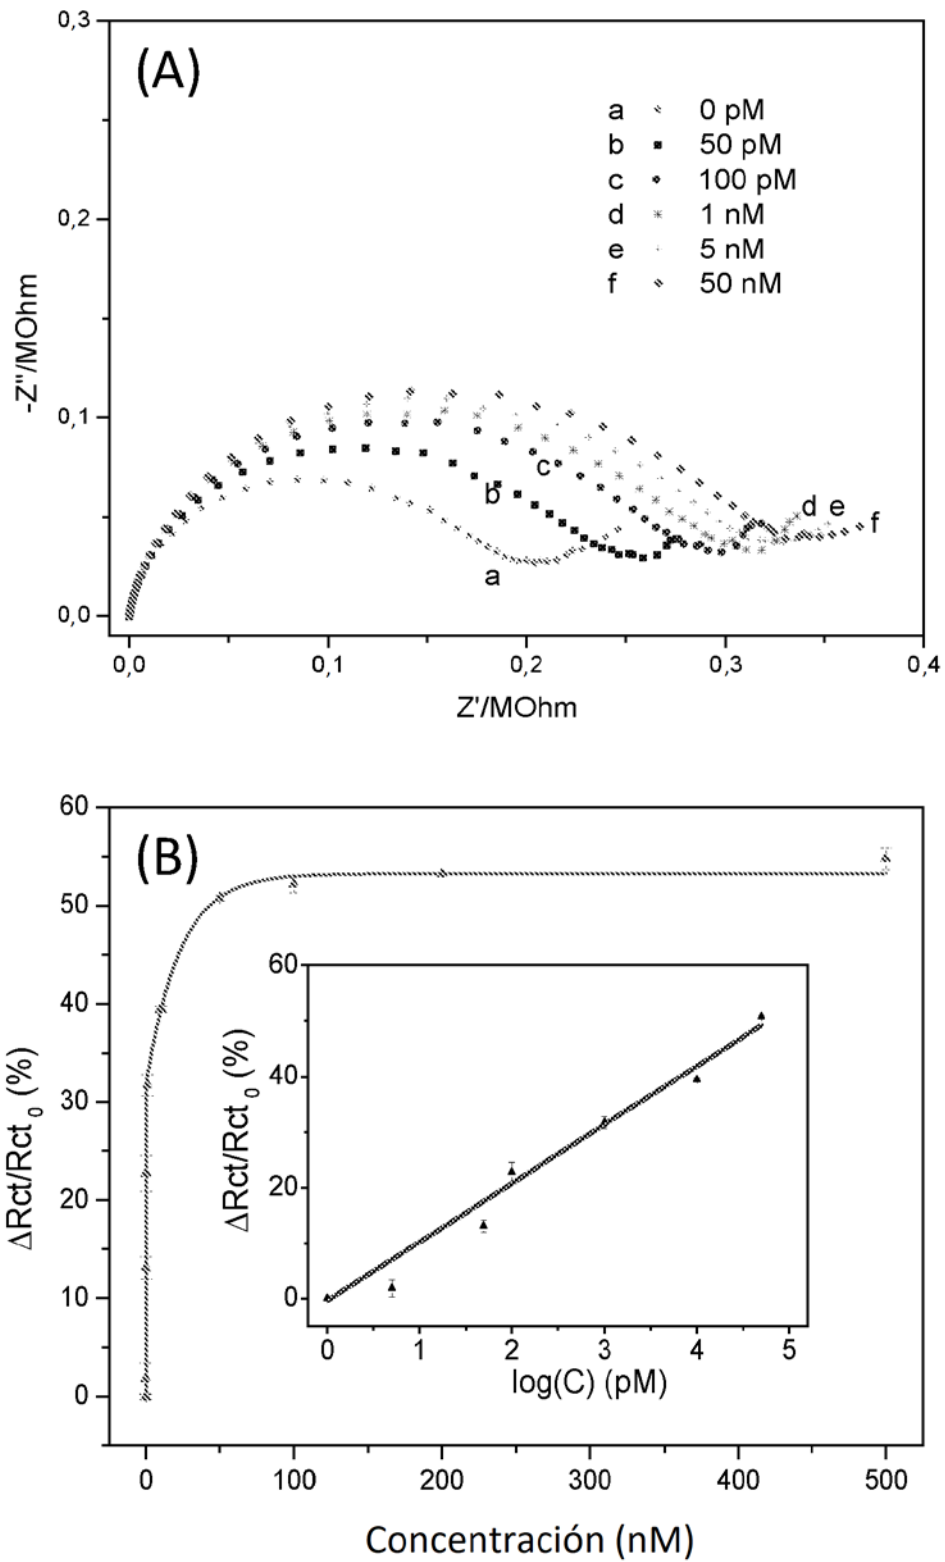 (A)
a 0 pM
b 50 pM
c 100 pM
d 1 nM
e 5 nM
f 50 nM
0,3
0,2
0,1
0,0
-Z"/MOhm
a
b
c
d
e
f
0,0 0,1 0,2 0,3 0,4
Z'/MOhm
(B)
60
50
40
30
20
10
0
ΔRct/Rct₀ (%)
60
40
20
0
ΔRct/Rct₀ (%)
0 1 2 3 4 5
log(C) (pM)
0 100 200 300 400 500
Concentración (nM)